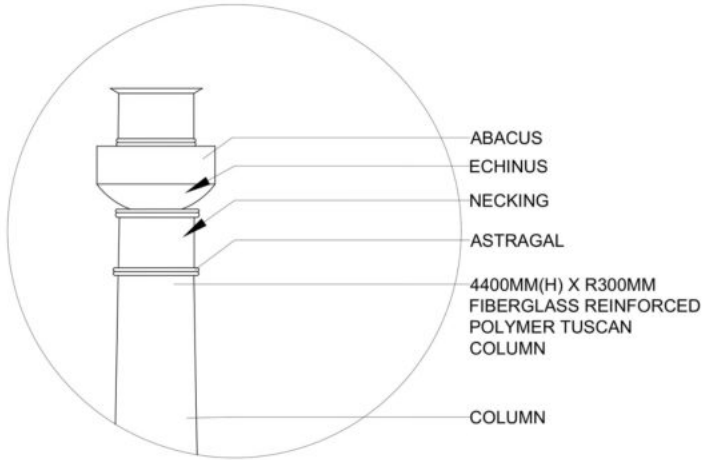 ABACUS
ECHINUS
NECKING
ASTRAGAL
4400MM(H) X R300MM
FIBERGLASS REINFORCED
POLYMER TUSCAN
COLUMN
COLUMN